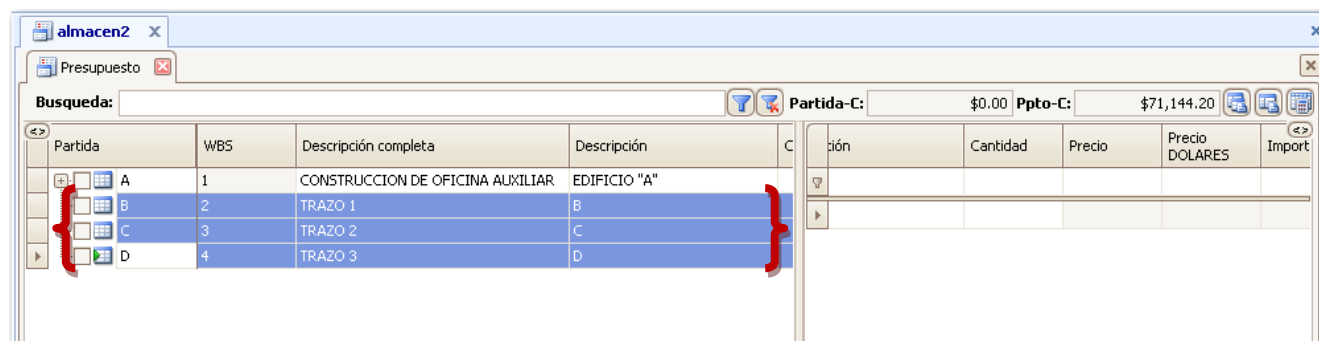 almacen2 X
Presupuesto
Busqueda: Partida-C: $0.00 Ppto-C: $71,144.20
Partida WBS Descripción completa Descripción C ción Cantidad Precio Precio DOLARES Import
A 1 CONSTRUCCION DE OFICINA AUXILIAR EDIFICIO "A"
B 2 TRAZO 1 B
C 3 TRAZO 2 C
D 4 TRAZO 3 D